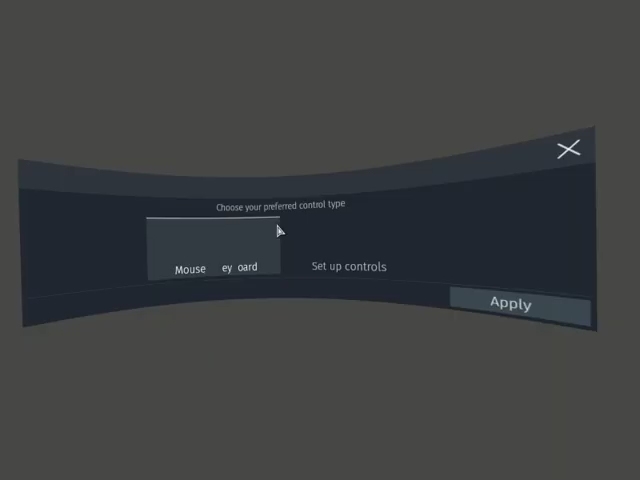 Choose your preferred control type
Mouse ey oard
Set up controls
Apply